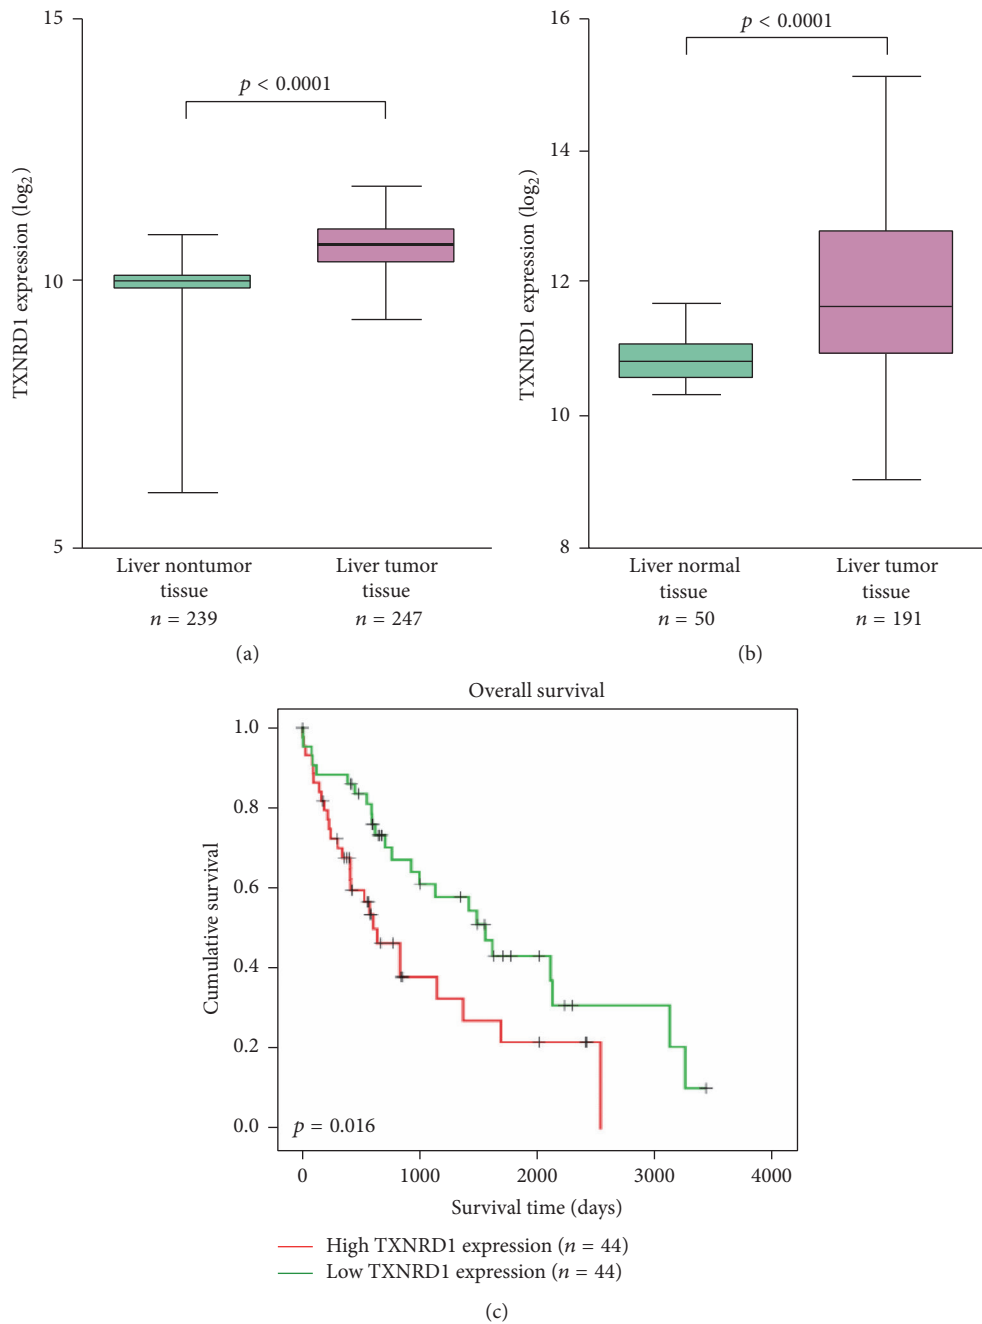 15
10
5
TXNRD1 expression (log2)
p < 0.0001
Liver nontumor
tissue
n = 239
Liver tumor
tissue
n = 247
(a)
16
14
12
10
8
TXNRD1 expression (log2)
p < 0.0001
Liver normal
tissue
n = 50
Liver tumor
tissue
n = 191
(b)
Overall survival
1.0
0.8
0.6
0.4
0.2
0.0
Cumulative survival
p = 0.016
0 1000 2000 3000 4000
Survival time (days)
High TXNRD1 expression (n = 44)
Low TXNRD1 expression (n = 44)
(c)